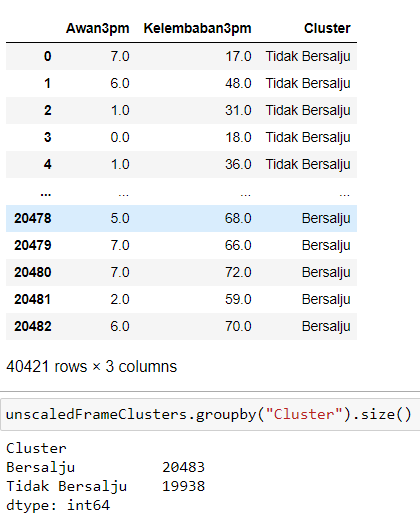 Awan3pm Kelembaban3pm Cluster
0 7.0 17.0 Tidak Bersalju
1 6.0 48.0 Tidak Bersalju
2 1.0 31.0 Tidak Bersalju
3 0.0 18.0 Tidak Bersalju
4 1.0 36.0 Tidak Bersalju
... ... ... ...
20478 5.0 68.0 Bersalju
20479 7.0 66.0 Bersalju
20480 7.0 72.0 Bersalju
20481 2.0 59.0 Bersalju
20482 6.0 70.0 Bersalju
40421 rows × 3 columns
unscaledFrameClusters.groupby("Cluster").size()
Cluster
Bersalju 20483
Tidak Bersalju 19938
dtype: int64